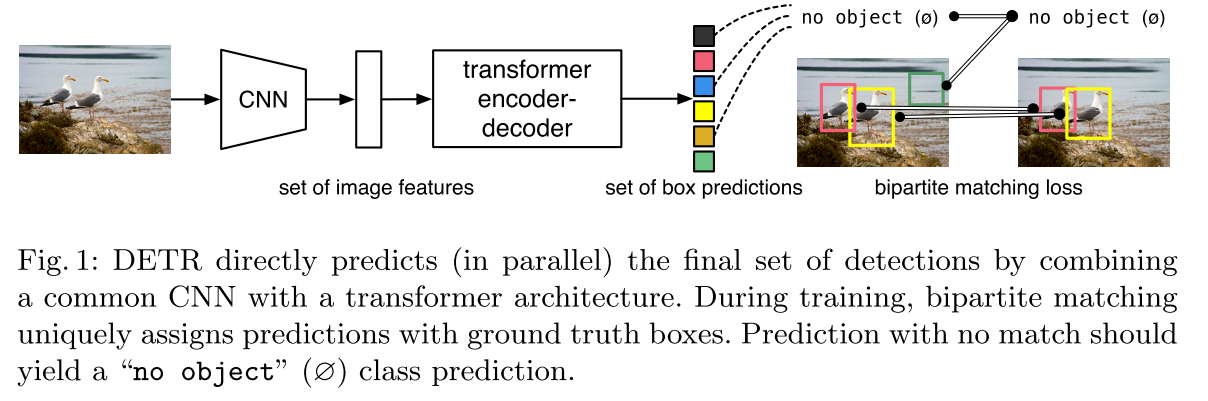 no object (ø) no object (ø)
CNN
transformer
encoder-
decoder
set of image features set of box predictions bipartite matching loss
Fig. 1: DETR directly predicts (in parallel) the final set of detections by combining
a common CNN with a transformer architecture. During training, bipartite matching
uniquely assigns predictions with ground truth boxes. Prediction with no match should
yield a “no object” (∅) class prediction.